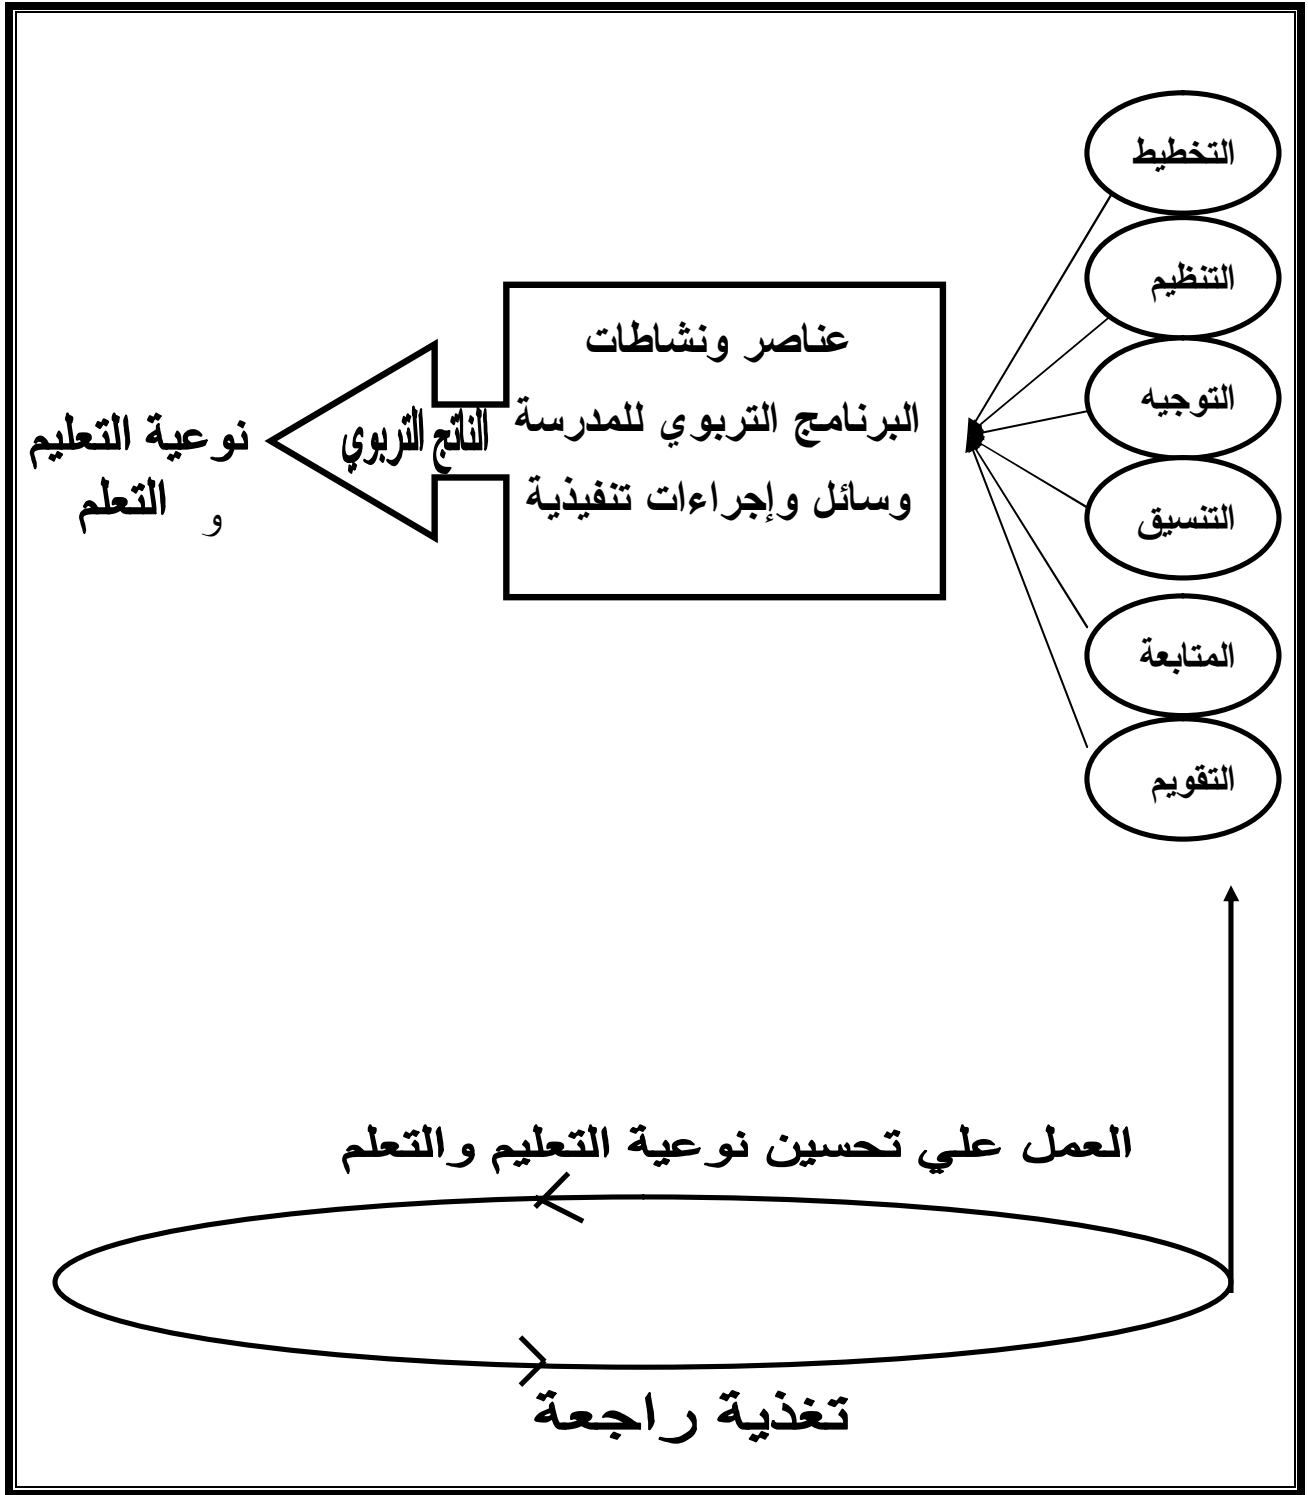 التخطيط
التنظيم
التوجيه
التنسيق
المتابعة
التقويم
عناصر ونشاطات
البرنامج التربوي للمدرسة
وسائل وإجراءات تنفيذية
الناتج التربوي
نوعية التعليم
و التعلم
العمل علي تحسين نوعية التعليم والتعلم
تغذية راجعة